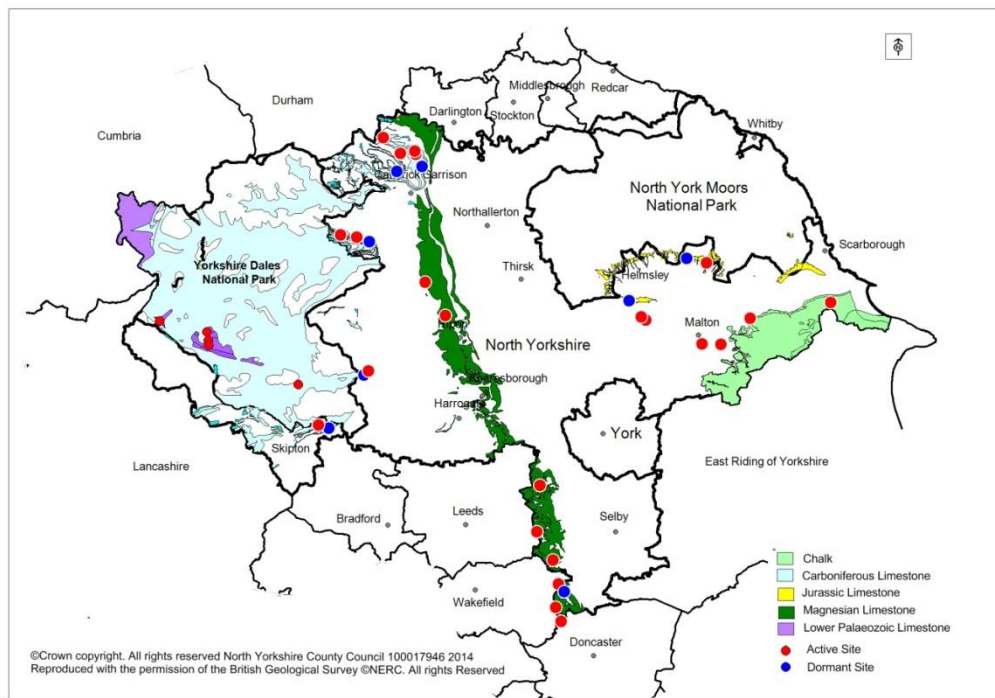 N
Middlesbrough
Redcar
Durham
Darlington
Stockton
Cumbria
Whitby
Garrison
North York Moors
National Park
Northallerton
Scarborough
Yorkshire Dales
National Park
Thirsk
Helmsley
Malton
North Yorkshire
Knaresborough
Harrogate
York
Skipton
Lancashire
East Riding of Yorkshire
Bradford
Leeds
Selby
Wakefield
Doncaster
Chalk
Carboniferous Limestone
Jurassic Limestone
Magnesian Limestone
Lower Palaeozoic Limestone
Active Site
Dormant Site
©Crown copyright. All rights reserved North Yorkshire County Council 100017946 2014
Reproduced with the permission of the British Geological Survey ©NERC. All rights Reserved